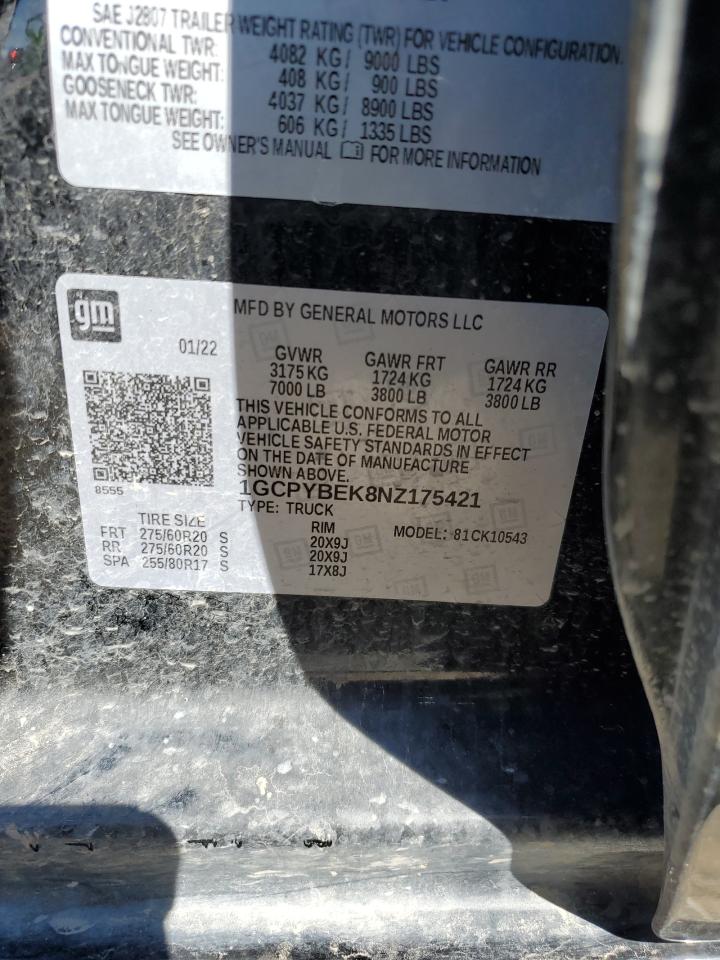 SAE J2807 TRAILER WEIGHT RATING (TWR) FOR VEHICLE CONFIGURATION.
CONVENTIONAL TWR: 4082 KG/ 9000 LBS
MAX TONGUE WEIGHT: 408 KG/ 900 LBS
GOOSENECK TWR: 4037 KG/ 8900 LBS
MAX TONGUE WEIGHT: 606 KG/ 1335 LBS
SEE OWNER'S MANUAL FOR MORE INFORMATION
gm
MFD BY GENERAL MOTORS LLC
01/22
GVWR GAWR FRT GAWR RR
3175 KG 1724 KG 1724 KG
7000 LB 3800 LB 3800 LB
THIS VEHICLE CONFORMS TO ALL
APPLICABLE U.S. FEDERAL MOTOR
VEHICLE SAFETY STANDARDS IN EFFECT
ON THE DATE OF MANUFACTURE
SHOWN ABOVE.
8555
1GCPYBEK8NZ175421
TYPE: TRUCK
TIRE SIZE RIM MODEL: 81CK10543
FRT 275/60R20 S 20X9J
RR 275/60R20 S 20X9J
SPA 255/80R17 S 17X8J